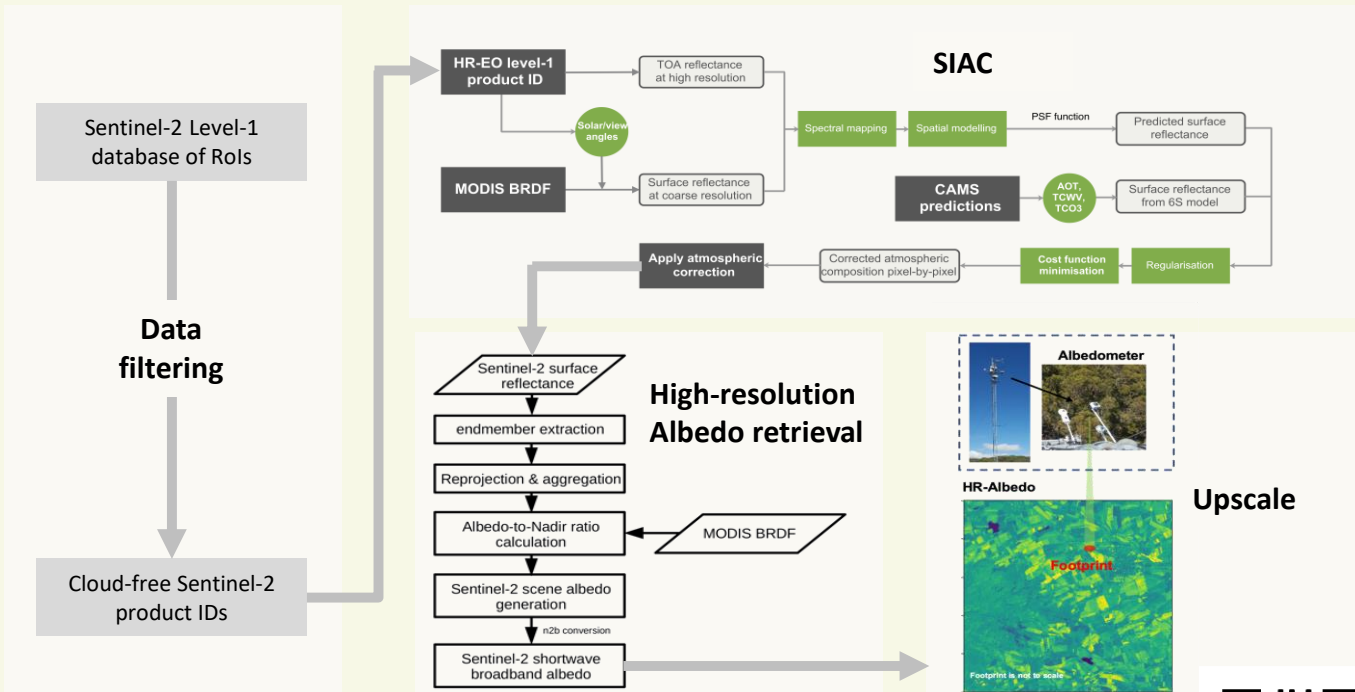 Sentinel-2 Level-1
database of RoIs
Data
filtering
Cloud-free Sentinel-2
product IDs
SIAC
HR-EO level-1
product ID
TOA reflectance
at high resolution
Solar/view
angles
MODIS BRDF
Surface reflectance
at coarse resolution
Spectral mapping
Spatial modelling
PSF function
Predicted surface
reflectance
CAMS
predictions
AOT,
TCWV,
TCO3
Surface reflectance
from 6S model
Regularisation
Cost function
minimisation
Corrected atmospheric
composition pixel-by-pixel
Apply atmospheric
correction
High-resolution
Albedo retrieval
Sentinel-2 surface
reflectance
endmember extraction
Reprojection & aggregation
Albedo-to-Nadir ratio
calculation
MODIS BRDF
Sentinel-2 scene albedo
generation
n2b conversion
Sentinel-2 shortwave
broadband albedo
Upscale
Albedometer
HR-Albedo
Footprint
Footprint is not to scale